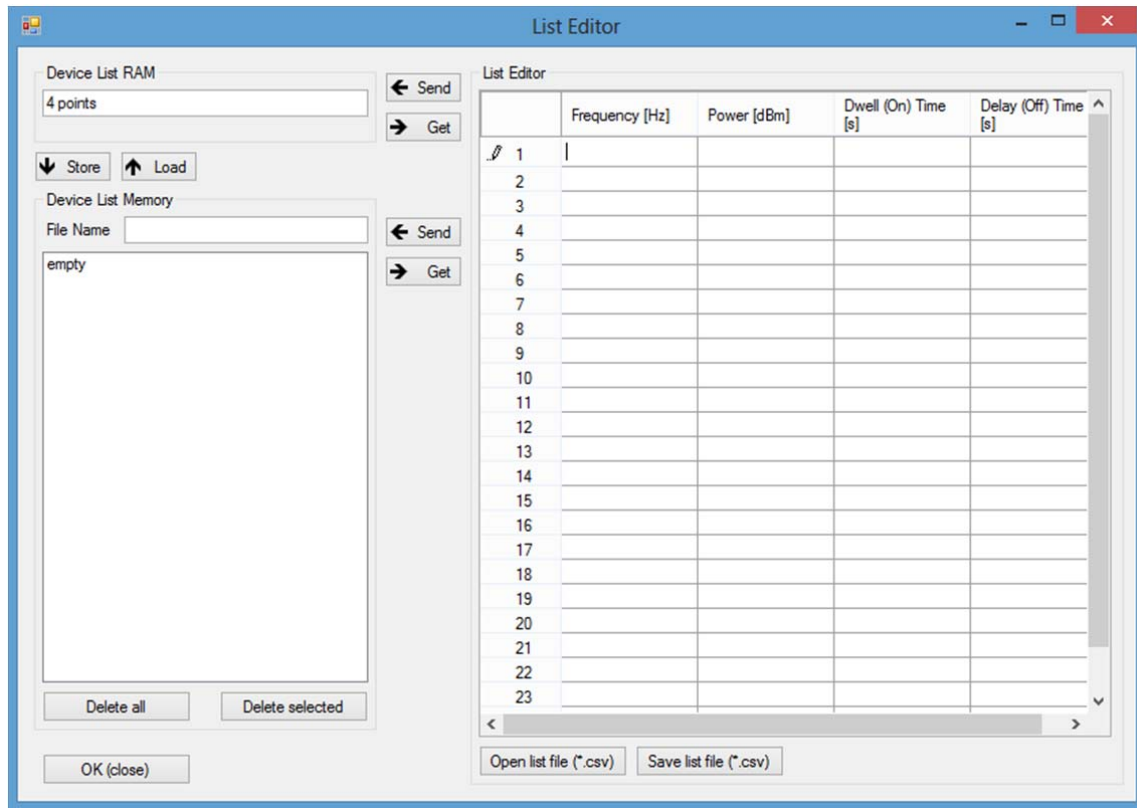 List Editor
Device List RAM
4 points
Send
Get
Store Load
Device List Memory
File Name
Send
Get
empty
Delete all Delete selected
OK (close)
List Editor
Frequency [Hz] Power [dBm] Dwell (On) Time [s] Delay (Off) Time [s]
1
2
3
4
5
6
7
8
9
10
11
12
13
14
15
16
17
18
19
20
21
22
23
Open list file (*.csv) Save list file (*.csv)